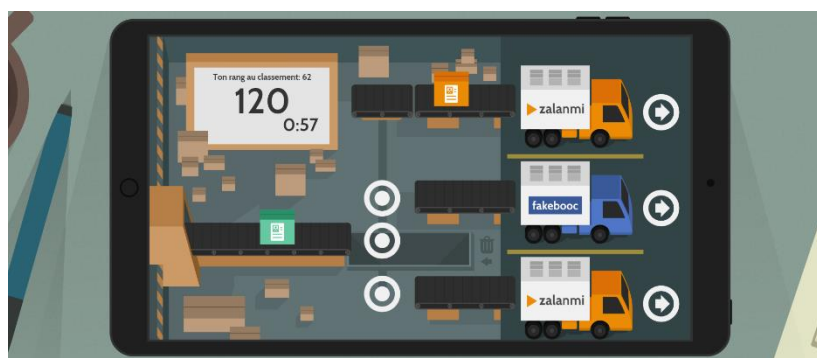 Ton rang au classement: 62
120
0:57
zalanmi
fakebooc
zalanmi